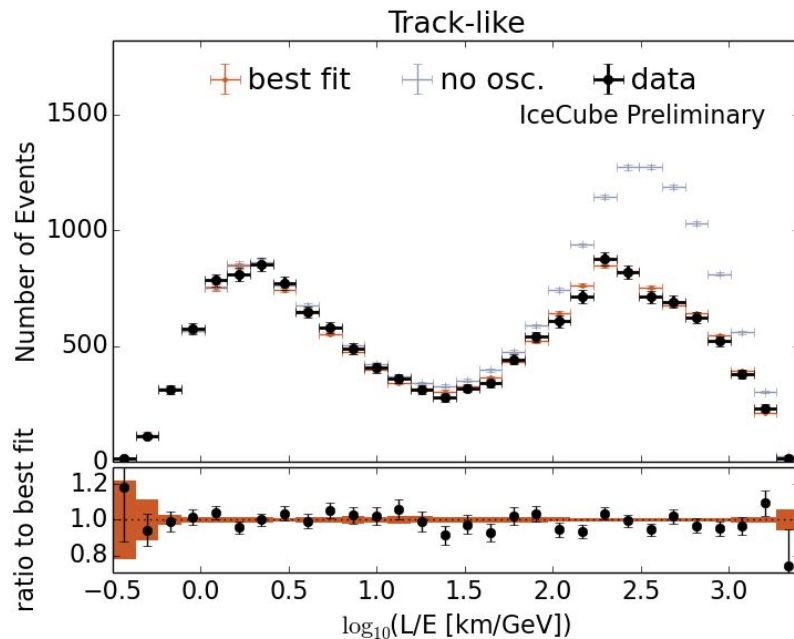 Track-like
best fit no osc. data
IceCube Preliminary
Number of Events
1500
1000
500
0
ratio to best fit
1.2
1.0
0.8
−0.5 0.0 0.5 1.0 1.5 2.0 2.5 3.0
log₁₀(L/E [km/GeV])